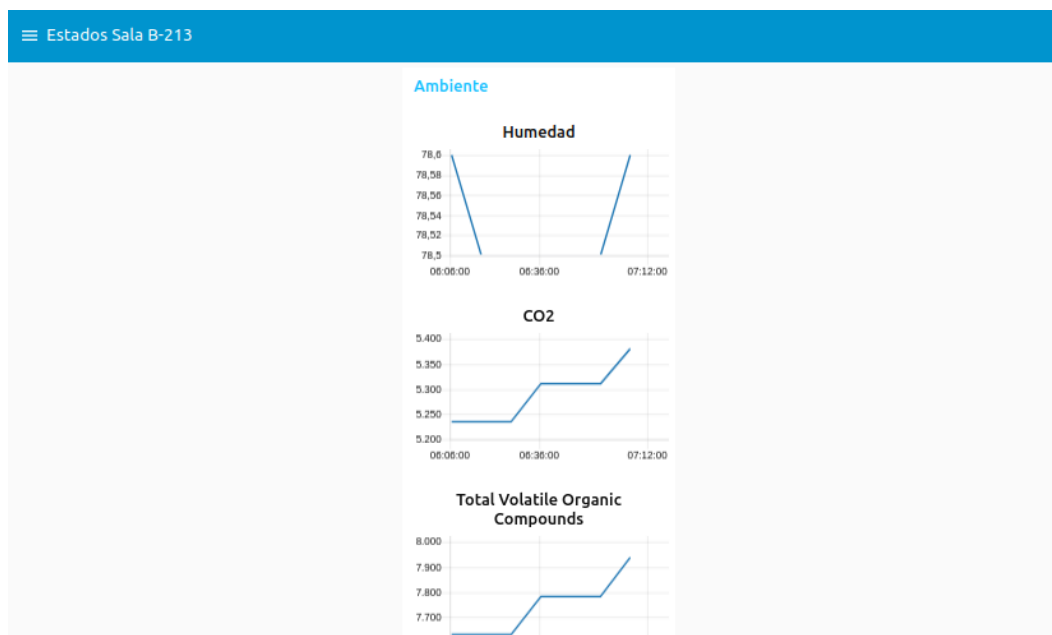 Estados Sala B-213
Ambiente
Humedad
78,6
78,58
78,56
78,54
78,52
78,5
06:06:00 06:36:00 07:12:00
CO2
5.400
5.350
5.300
5.250
5.200
06:06:00 06:36:00 07:12:00
Total Volatile Organic
Compounds
8.000
7.900
7.800
7.700